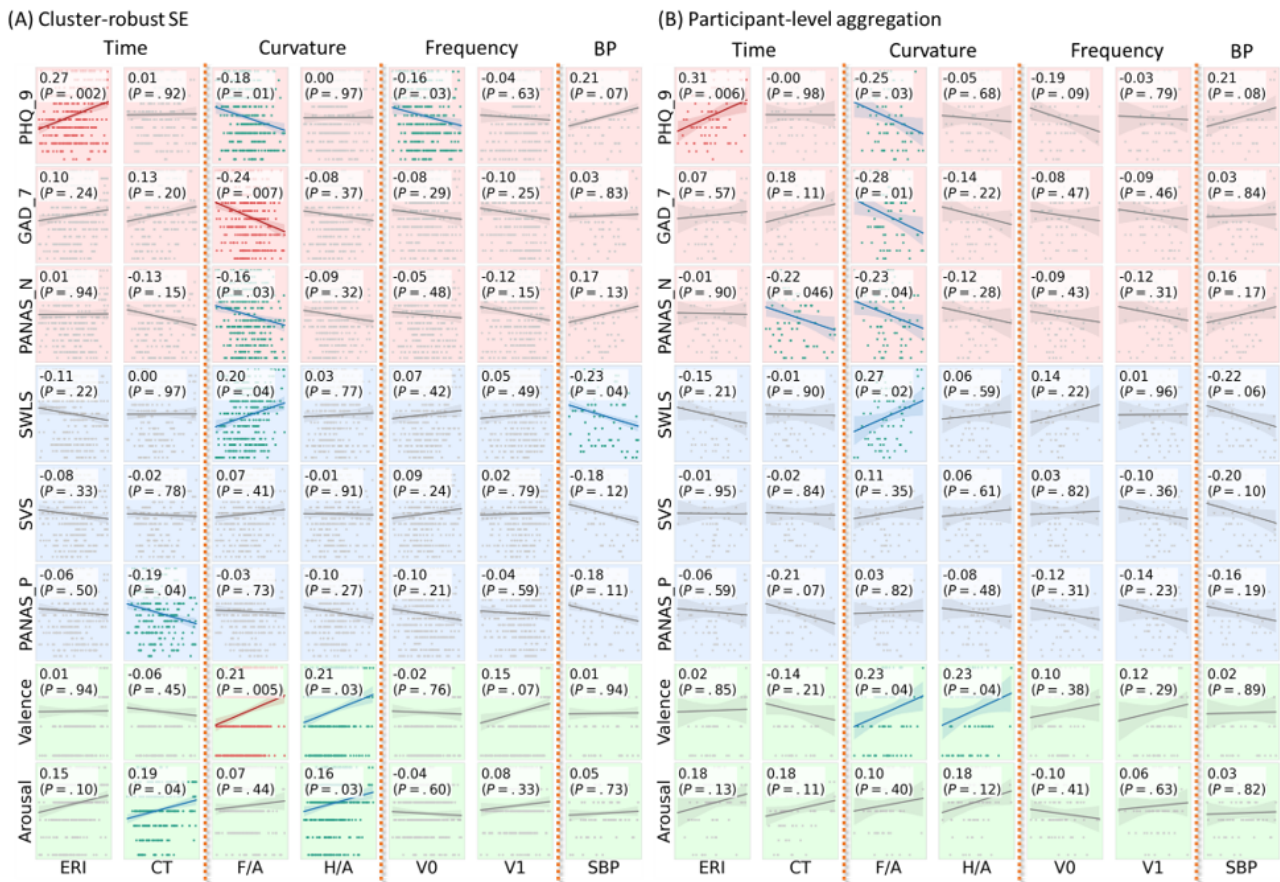 (A) Cluster-robust SE
(B) Participant-level aggregation
Time Curvature Frequency BP
Time Curvature Frequency BP
PHQ_9
0.27 0.01 -0.18 0.00 -0.16 -0.04 0.21
(P = .002) (P = .92) (P = .01) (P = .97) (P = .03) (P = .63) (P = .07)
PHQ_9
0.31 -0.00 -0.25 -0.05 -0.19 -0.03 0.21
(P = .006) (P = .98) (P = .03) (P = .68) (P = .09) (P = .79) (P = .08)
GAD_7
0.10 0.13 -0.24 -0.08 -0.08 -0.10 0.03
(P = .24) (P = .20) (P = .007) (P = .37) (P = .29) (P = .25) (P = .83)
GAD_7
0.07 0.18 -0.28 -0.14 -0.08 -0.09 0.03
(P = .57) (P = .11) (P = .01) (P = .22) (P = .47) (P = .46) (P = .84)
PANAS_N
0.01 -0.13 -0.16 -0.09 -0.05 -0.12 0.17
(P = .94) (P = .15) (P = .03) (P = .32) (P = .48) (P = .15) (P = .13)
PANAS_N
-0.01 -0.22 -0.23 -0.12 -0.09 -0.12 0.16
(P = .90) (P = .046) (P = .04) (P = .28) (P = .43) (P = .31) (P = .17)
SWLS
-0.11 0.00 0.20 0.03 0.07 0.05 -0.23
(P = .22) (P = .97) (P = .04) (P = .77) (P = .42) (P = .49) (P = .04)
SWLS
-0.15 -0.01 0.27 0.06 0.14 0.01 -0.22
(P = .21) (P = .90) (P = .02) (P = .59) (P = .22) (P = .96) (P = .06)
SVS
-0.08 -0.02 0.07 -0.01 0.09 0.02 -0.18
(P = .33) (P = .78) (P = .41) (P = .91) (P = .24) (P = .79) (P = .12)
SVS
-0.01 -0.02 0.11 0.06 0.03 -0.10 -0.20
(P = .95) (P = .84) (P = .35) (P = .61) (P = .82) (P = .36) (P = .10)
PANAS_P
-0.06 -0.19 -0.03 -0.10 -0.10 -0.04 -0.18
(P = .50) (P = .04) (P = .73) (P = .27) (P = .21) (P = .59) (P = .11)
PANAS_P
-0.06 -0.21 0.03 -0.08 -0.12 -0.14 -0.16
(P = .59) (P = .07) (P = .82) (P = .48) (P = .31) (P = .23) (P = .19)
Valence
0.01 -0.06 0.21 0.21 -0.02 0.15 0.01
(P = .94) (P = .45) (P = .005) (P = .03) (P = .76) (P = .07) (P = .94)
Valence
0.02 -0.14 0.23 0.23 0.10 0.12 0.02
(P = .85) (P = .21) (P = .04) (P = .04) (P = .38) (P = .29) (P = .89)
Arousal
0.15 0.19 0.07 0.16 -0.04 0.08 0.05
(P = .10) (P = .04) (P = .44) (P = .03) (P = .60) (P = .33) (P = .73)
Arousal
0.18 0.18 0.10 0.18 -0.10 0.06 0.03
(P = .13) (P = .11) (P = .40) (P = .12) (P = .41) (P = .63) (P = .82)
ERI CT F/A H/A V0 V1 SBP
ERI CT F/A H/A V0 V1 SBP